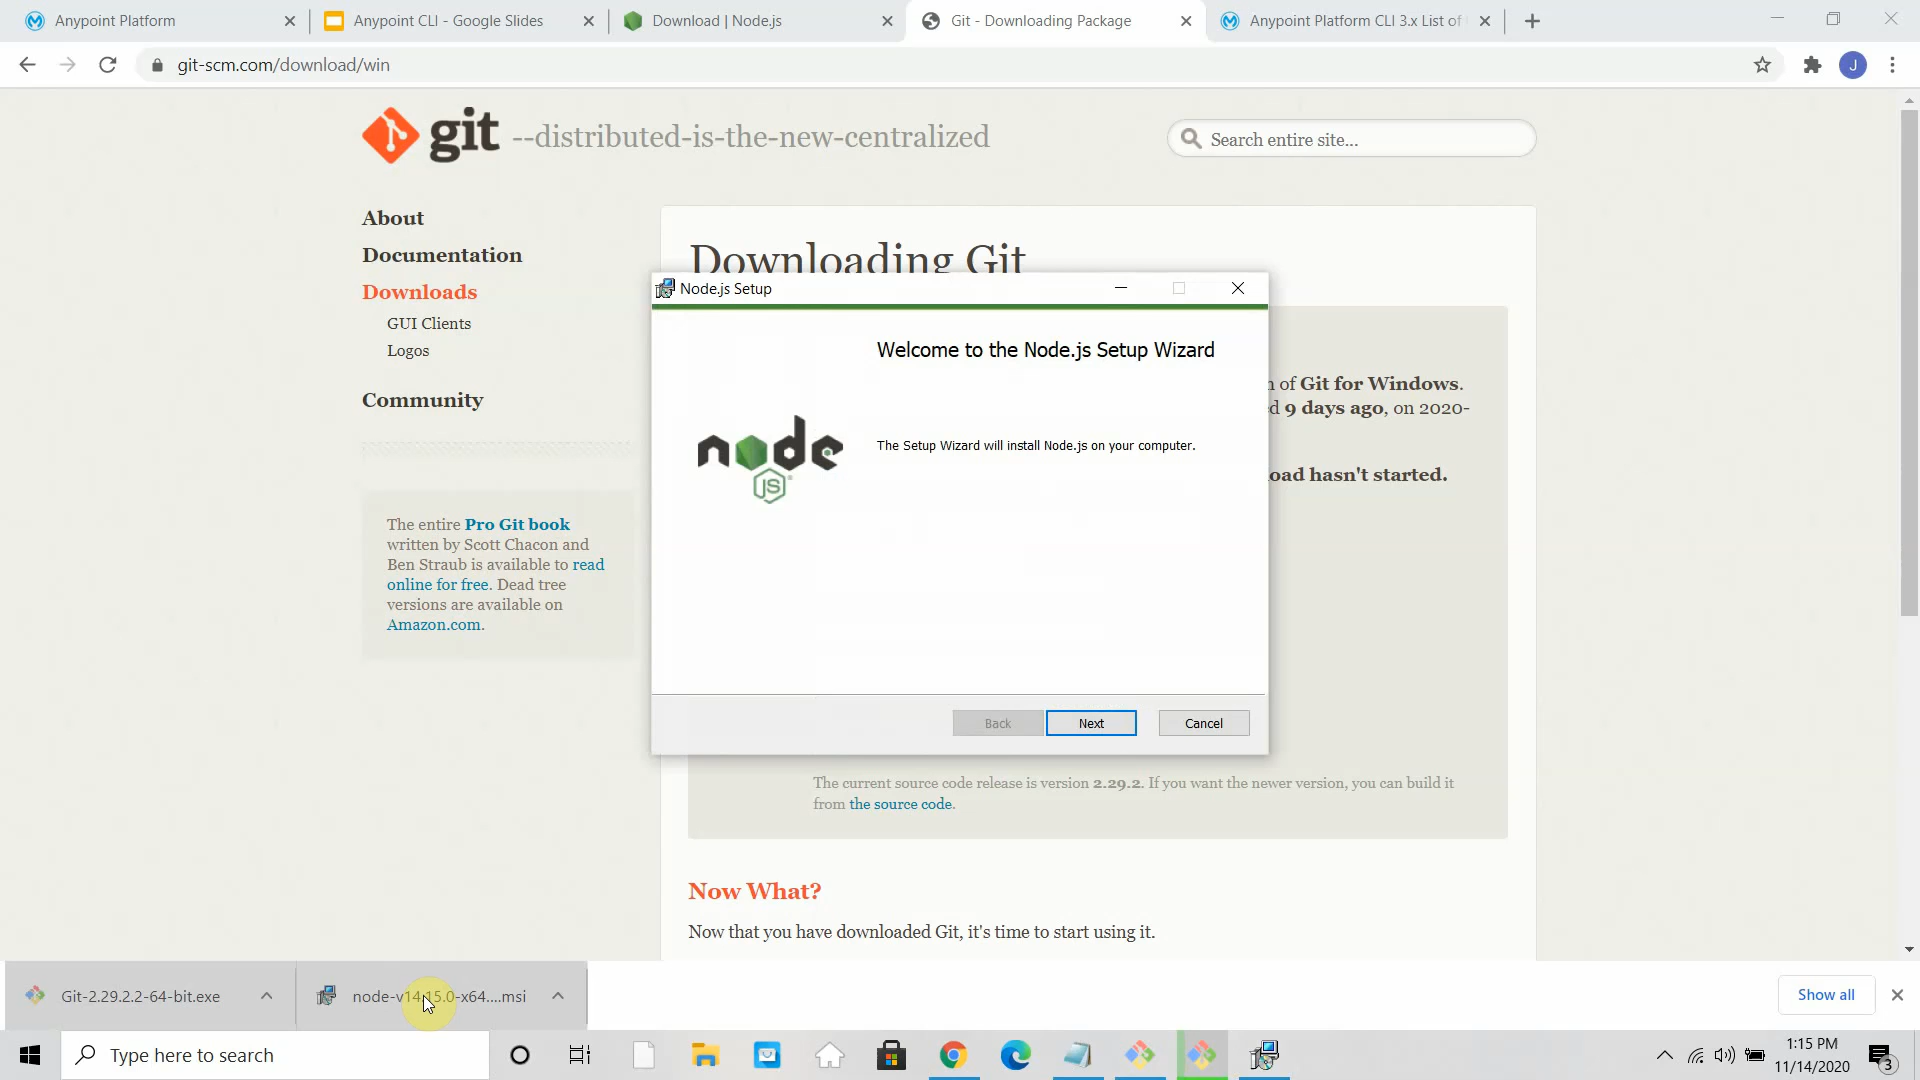 Anypoint Platform
Anypoint CLI - Google Slides
Download | Node.js
Git - Downloading Package
Anypoint Platform CLI 3.x List of
git-scm.com/download/win
J
git --distributed-is-the-new-centralized
Search entire site...
About
Documentation
Downloads
GUI Clients
Logos
Community
The entire Pro Git book
written by Scott Chacon and
Ben Straub is available to read
online for free. Dead tree
versions are available on
Amazon.com.
Downloading Git
Node.js Setup
Welcome to the Node.js Setup Wizard
node
JS
The Setup Wizard will install Node.js on your computer.
Back
Next
Cancel
of Git for Windows.
9 days ago, on 2020-
oad hasn't started.
The current source code release is version 2.29.2. If you want the newer version, you can build it
from the source code.
Now What?
Now that you have downloaded Git, it's time to start using it.
Git-2.29.2.2-64-bit.exe
node-v14.15.0-x64....msi
Show all
Type here to search
1:15 PM
11/14/2020
3